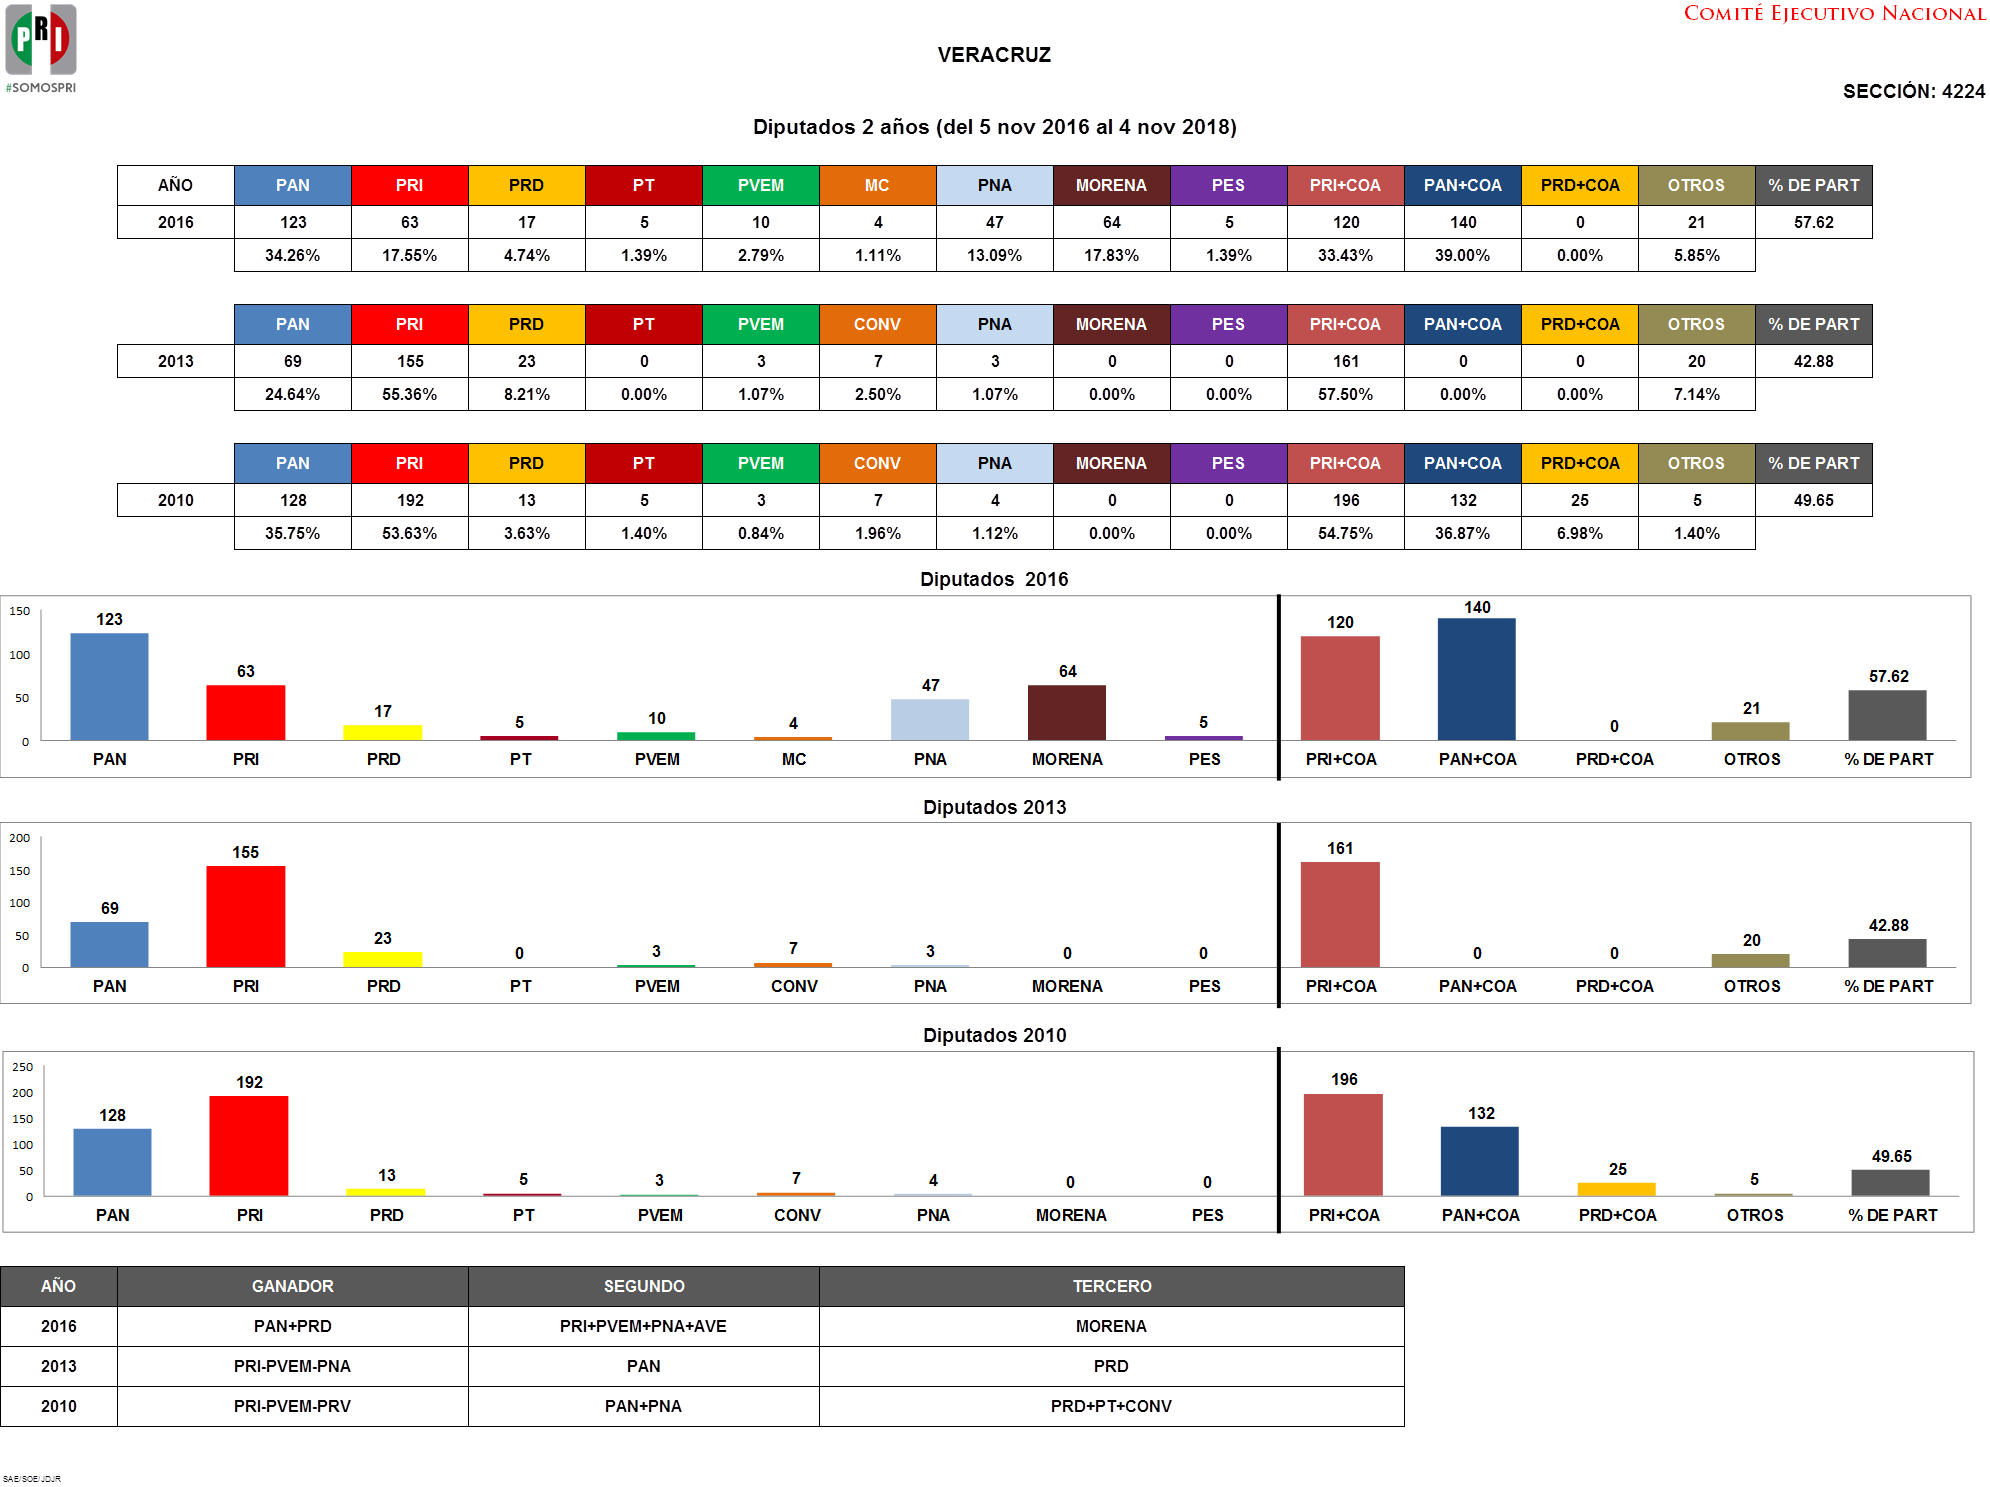 PRI
#SOMOSPRI
COMITÉ EJECUTIVO NACIONAL
VERACRUZ
SECCIÓN: 4224
Diputados 2 años (del 5 nov 2016 al 4 nov 2018)
AÑO PAN PRI PRD PT PVEM MC PNA MORENA PES PRI+COA PAN+COA PRD+COA OTROS % DE PART
2016 123 63 17 5 10 4 47 64 5 120 140 0 21 57.62
34.26% 17.55% 4.74% 1.39% 2.79% 1.11% 13.09% 17.83% 1.39% 33.43% 39.00% 0.00% 5.85%
PAN PRI PRD PT PVEM CONV PNA MORENA PES PRI+COA PAN+COA PRD+COA OTROS % DE PART
2013 69 155 23 0 3 7 3 0 0 161 0 0 20 42.88
24.64% 55.36% 8.21% 0.00% 1.07% 2.50% 1.07% 0.00% 0.00% 57.50% 0.00% 0.00% 7.14%
PAN PRI PRD PT PVEM CONV PNA MORENA PES PRI+COA PAN+COA PRD+COA OTROS % DE PART
2010 128 192 13 5 3 7 4 0 0 196 132 25 5 49.65
35.75% 53.63% 3.63% 1.40% 0.84% 1.96% 1.12% 0.00% 0.00% 54.75% 36.87% 6.98% 1.40%
Diputados 2016
150
100
50
0
123 63 17 5 10 4 47 64 5 120 140 0 21 57.62
PAN PRI PRD PT PVEM MC PNA MORENA PES PRI+COA PAN+COA PRD+COA OTROS % DE PART
Diputados 2013
200
150
100
50
0
69 155 23 0 3 7 3 0 0 161 0 0 20 42.88
PAN PRI PRD PT PVEM CONV PNA MORENA PES PRI+COA PAN+COA PRD+COA OTROS % DE PART
Diputados 2010
250
200
150
100
50
0
128 192 13 5 3 7 4 0 0 196 132 25 5 49.65
PAN PRI PRD PT PVEM CONV PNA MORENA PES PRI+COA PAN+COA PRD+COA OTROS % DE PART
AÑO GANADOR SEGUNDO TERCERO
2016 PAN+PRD PRI+PVEM+PNA+AVE MORENA
2013 PRI-PVEM-PNA PAN PRD
2010 PRI-PVEM-PRV PAN+PNA PRD+PT+CONV
SAE/SOE/JDJR